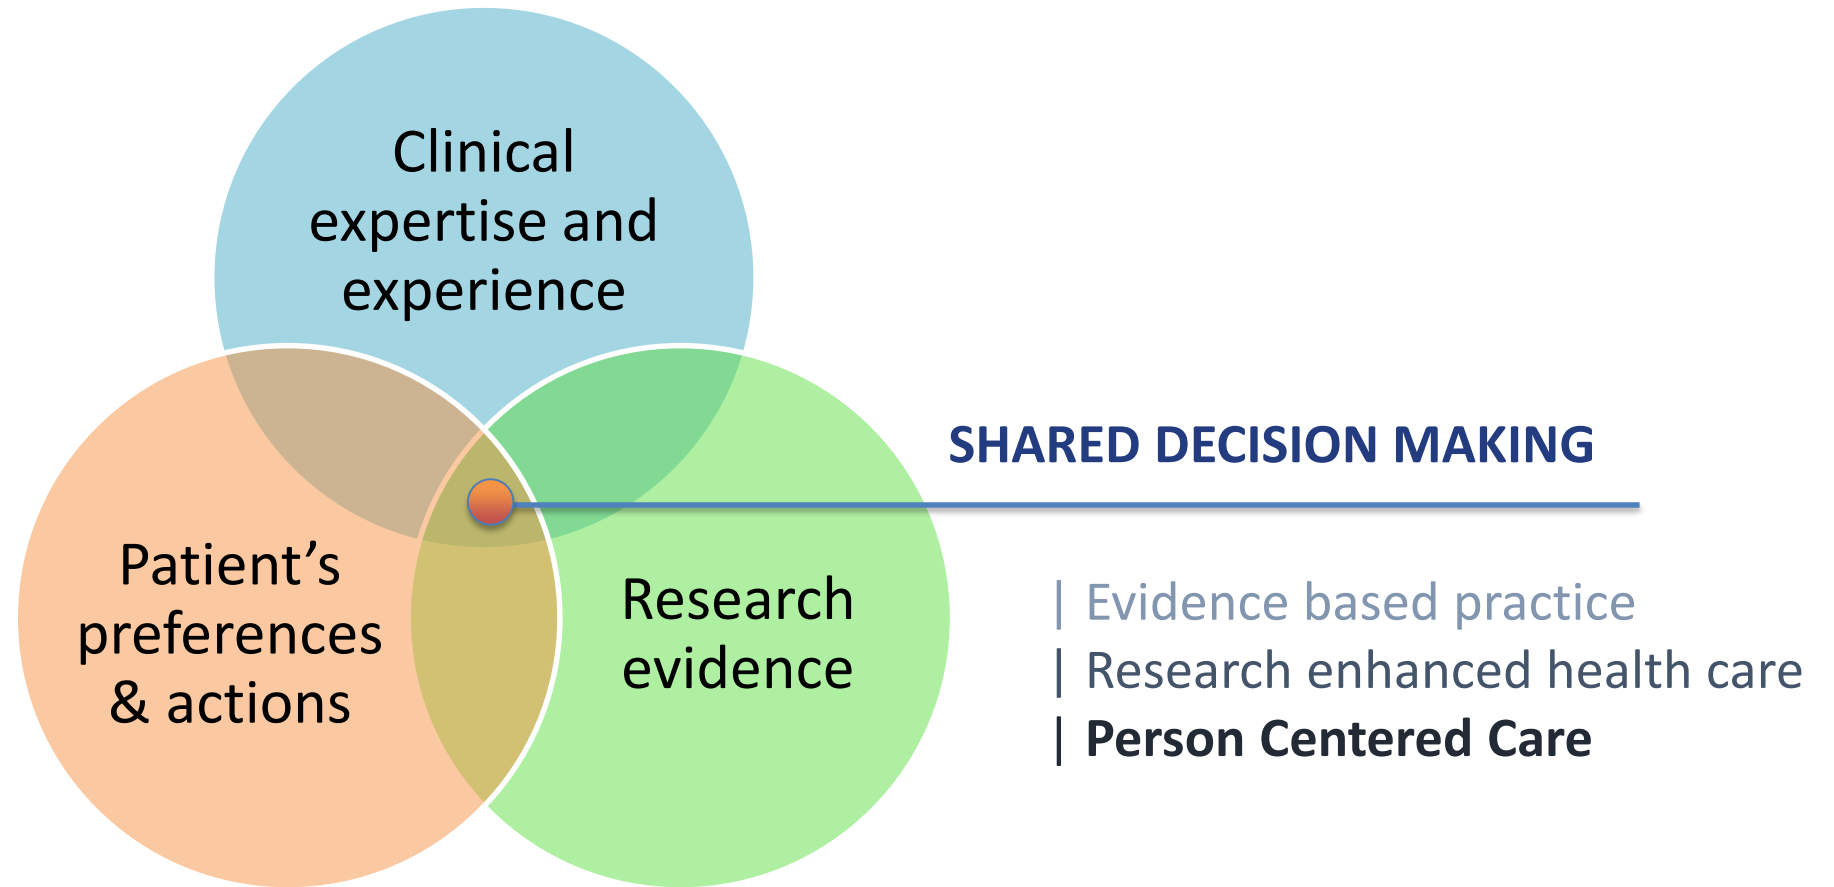 Clinical
expertise and
experience
Patient’s
preferences
& actions
Research
evidence
SHARED DECISION MAKING
| Evidence based practice
| Research enhanced health care
| Person Centered Care